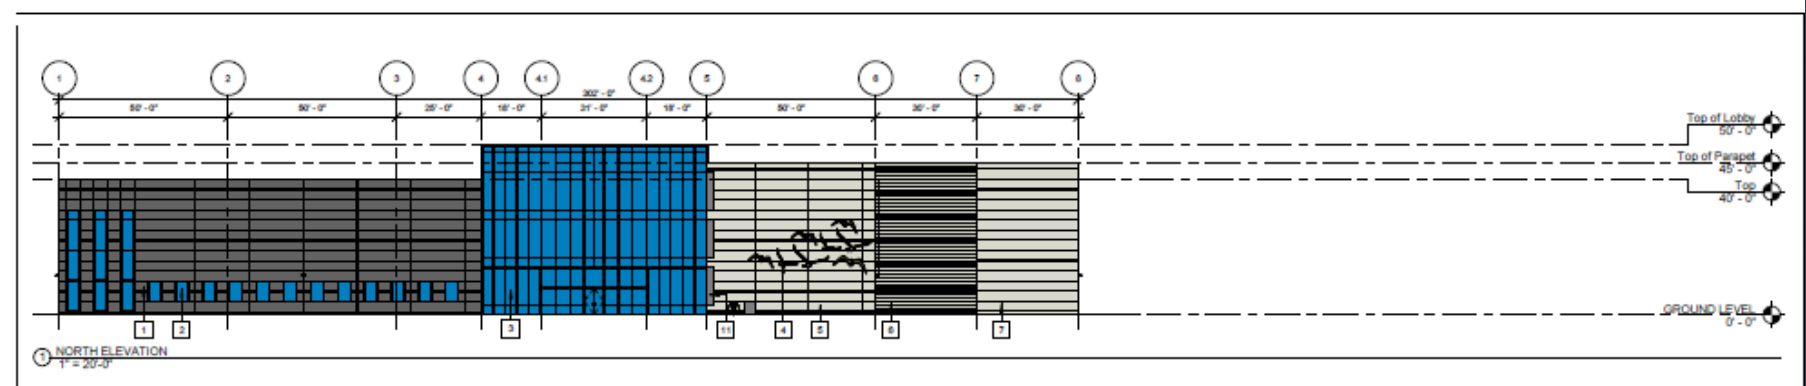 1 2 3 4 4.1 4.2 5 6 7 8
302' - 0"
50' - 0" 50' - 0" 25' - 0" 18' - 0" 31' - 0" 18' - 0" 50' - 0" 30' - 0" 30' - 0"
Top of Lobby
50' - 0"
Top of Parapet
45' - 0"
Top
40' - 0"
GROUND LEVEL
0' - 0"
1 2 3 11 4 5 6 7
1 NORTH ELEVATION
1" = 20'-0"